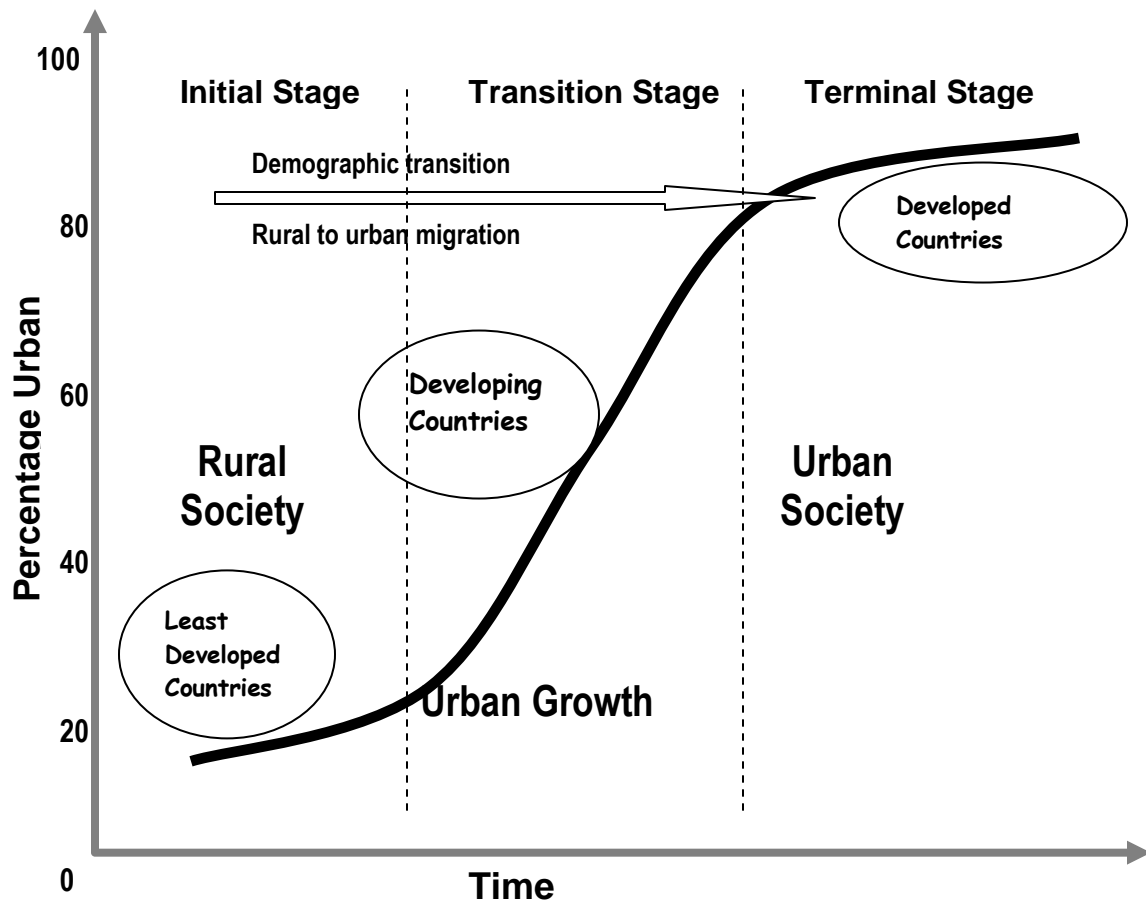 100
Initial Stage
Transition Stage
Terminal Stage
Demographic transition
Rural to urban migration
80
Developed
Countries
Percentage Urban
60
Developing
Countries
Rural
Society
Urban
Society
40
Least
Developed
Countries
Urban Growth
20
0
Time